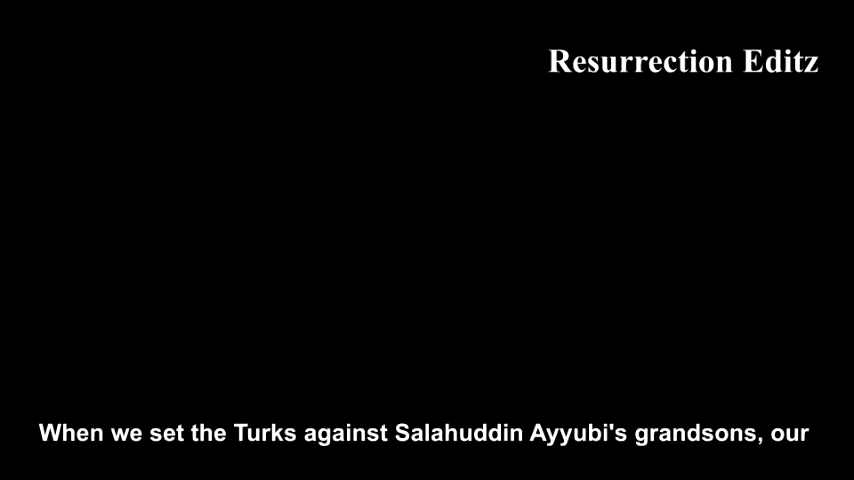 Resurrection Editz
When we set the Turks against Salahuddin Ayyubi's grandsons, our